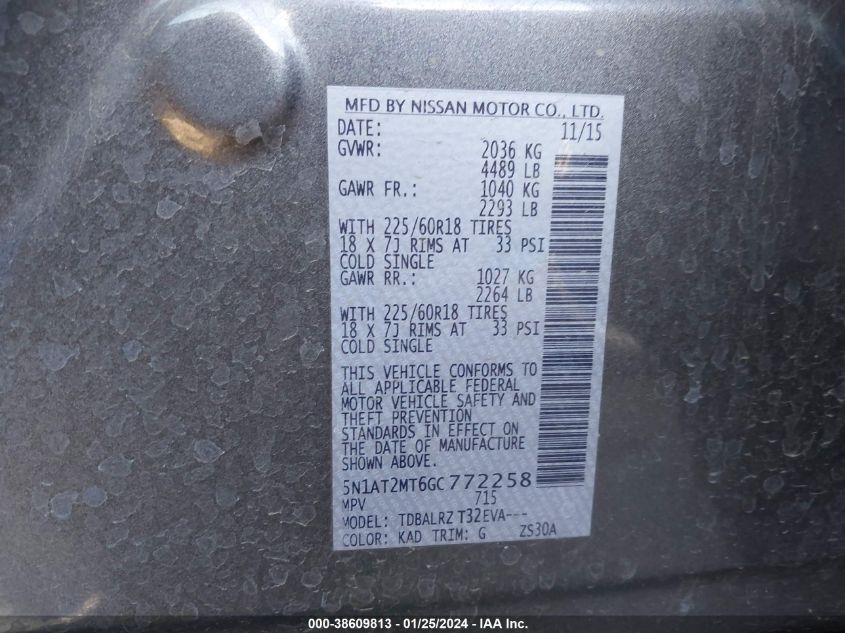 MFD BY NISSAN MOTOR CO., LTD.
DATE: 11/15
GVWR: 2036 KG
4489 LB
GAWR FR.: 1040 KG
2293 LB
WITH 225/60R18 TIRES
18 X 7J RIMS AT 33 PSI
COLD SINGLE
GAWR RR.: 1027 KG
2264 LB
WITH 225/60R18 TIRES
18 X 7J RIMS AT 33 PSI
COLD SINGLE
THIS VEHICLE CONFORMS TO
ALL APPLICABLE FEDERAL
MOTOR VEHICLE SAFETY AND
THEFT PREVENTION
STANDARDS IN EFFECT ON
THE DATE OF MANUFACTURE
SHOWN ABOVE.
5N1AT2MT6GC772258
MPV 715
MODEL: TDBALRZ T32EVA---
COLOR: KAD TRIM: G ZS30A
000-38609813 - 01/25/2024 - IAA Inc.